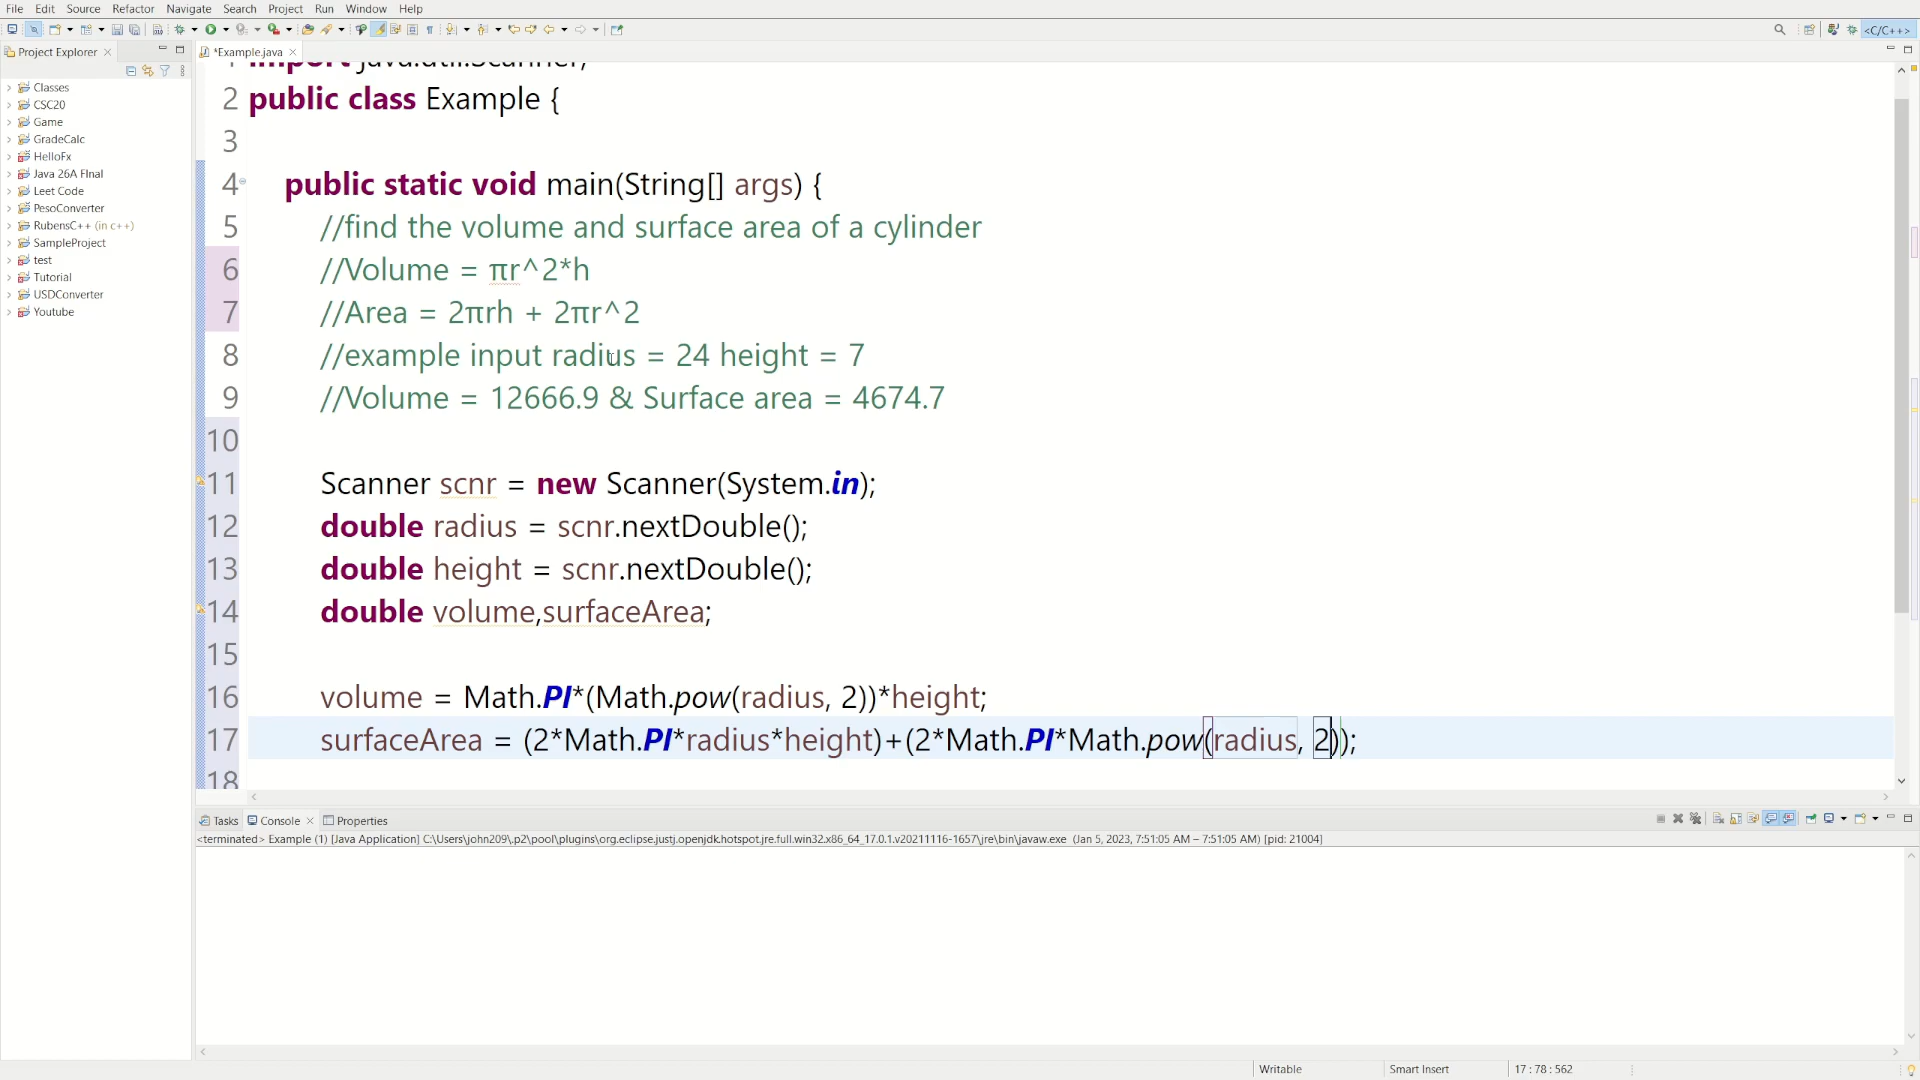 File Edit Source Refactor Navigate Search Project Run Window Help
<C/C++>
Project Explorer
*Example.java
Classes
CSC20
Game
GradeCalc
HelloFx
Java 26A FInal
Leet Code
PesoConverter
RubensC++ (in c++)
SampleProject
test
Tutorial
USDConverter
Youtube
1 import java.util.Scanner;
2 public class Example {
3
4 public static void main(String[] args) {
5 //find the volume and surface area of a cylinder
6 //Volume = πr^2*h
7 //Area = 2πrh + 2πr^2
8 //example input radius = 24 height = 7
9 //Volume = 12666.9 & Surface area = 4674.7
10
11 Scanner scnr = new Scanner(System.in);
12 double radius = scnr.nextDouble();
13 double height = scnr.nextDouble();
14 double volume,surfaceArea;
15
16 volume = Math.PI*(Math.pow(radius, 2))*height;
17 surfaceArea = (2*Math.PI*radius*height)+(2*Math.PI*Math.pow(radius, 2));
18
Tasks Console Properties
<terminated> Example (1) [Java Application] C:\Users\john209\.p2\pool\plugins\org.eclipse.justj.openjdk.hotspot.jre.full.win32.x86_64_17.0.1.v20211116-1657\jre\bin\javaw.exe (Jan 5, 2023, 7:51:05 AM – 7:51:05 AM) [pid: 21004]
Writable Smart Insert 17 : 78 : 562